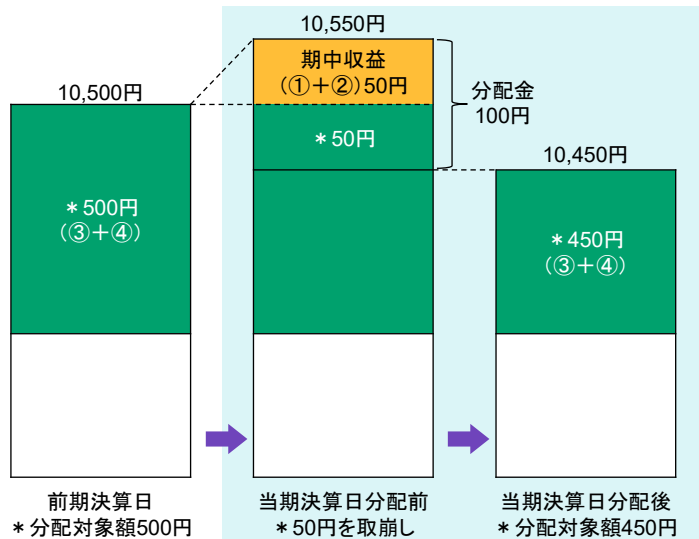 10,500円
＊500円
（③＋④）
前期決算日
＊分配対象額500円
10,550円
期中収益
（①＋②）50円
＊50円
分配金
100円
当期決算日分配前
＊50円を取崩し
10,450円
＊450円
（③＋④）
当期決算日分配後
＊分配対象額450円